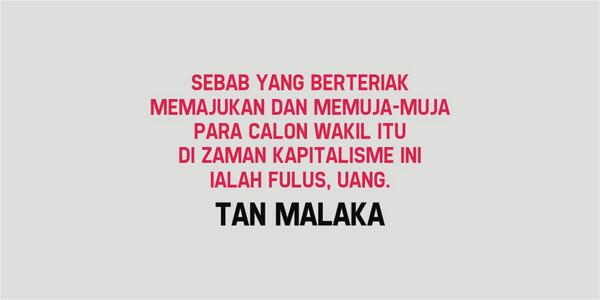 SEBAB YANG BERTERIAK
MEMAJUKAN DAN MEMUJA-MUJA
PARA CALON WAKIL ITU
DI ZAMAN KAPITALISME INI
IALAH FULUS, UANG.
TAN MALAKA